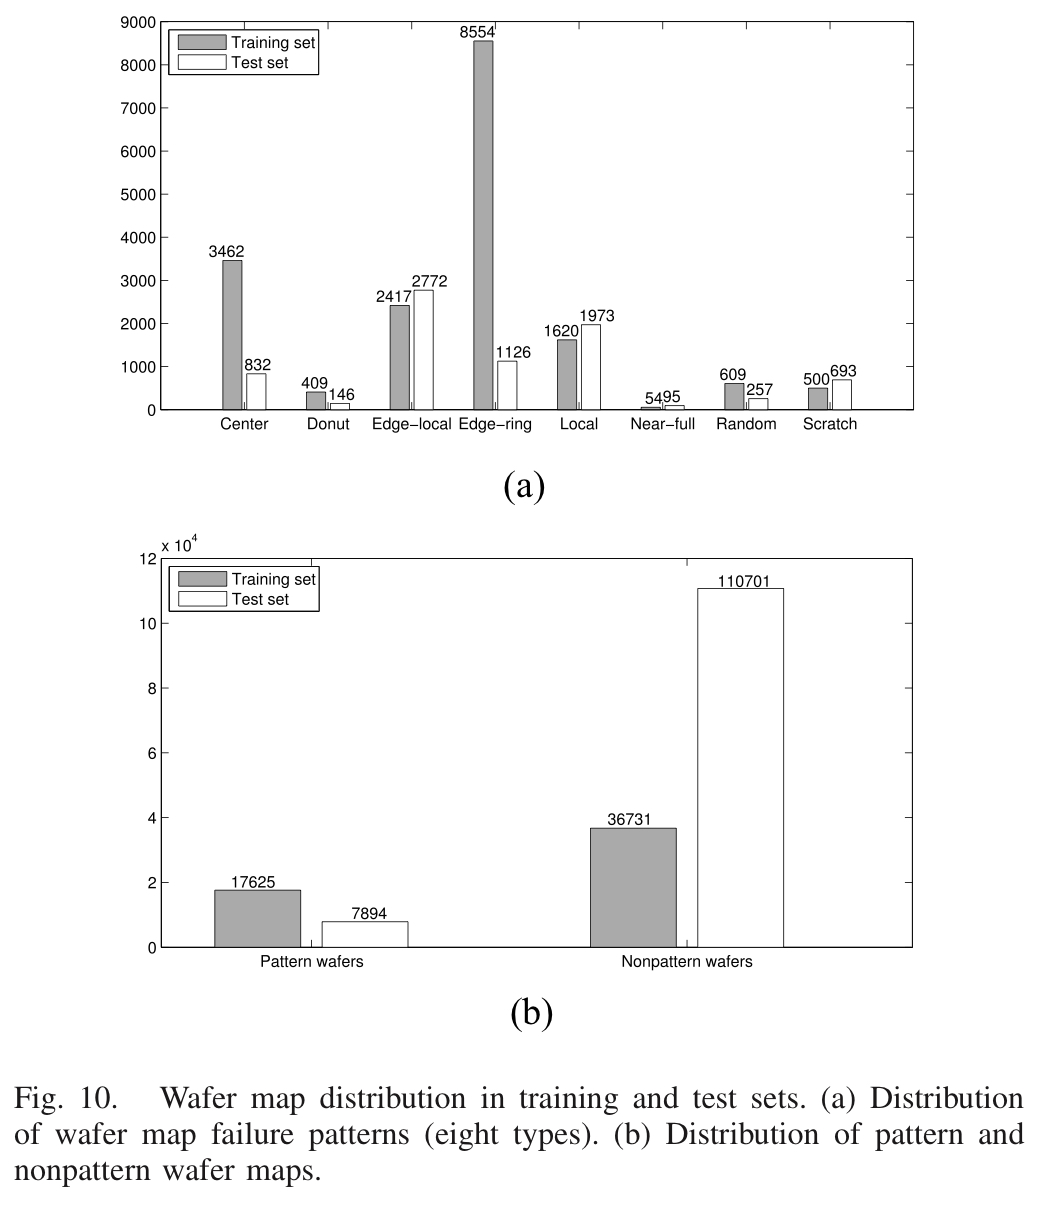 9000
8554
Training set
Test set
8000
7000
6000
5000
4000
3462
3000
2417 2772
2000
1620 1973
1126
1000
832
409 146
5495
609 257
500 693
0
Center Donut Edge−local Edge−ring Local Near−full Random Scratch
(a)
x 10^4
12
Training set
Test set
110701
10
8
6
4
36731
2
17625
7894
0
Pattern wafers Nonpattern wafers
(b)
Fig. 10. Wafer map distribution in training and test sets. (a) Distribution
of wafer map failure patterns (eight types). (b) Distribution of pattern and
nonpattern wafer maps.